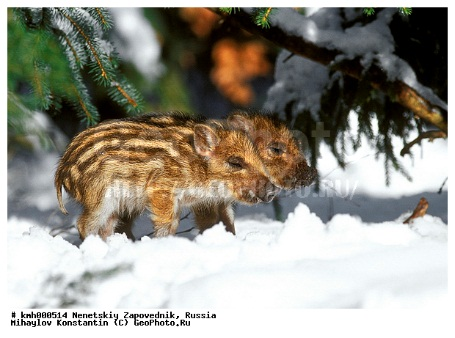 # kmh000514 Nenetskiy Zapovednik, Russia
Mihaylov Konstantin (C) GeoPhoto.Ru